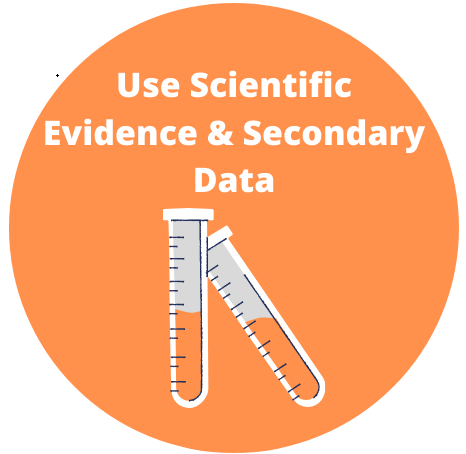 Use Scientific
Evidence & Secondary
Data